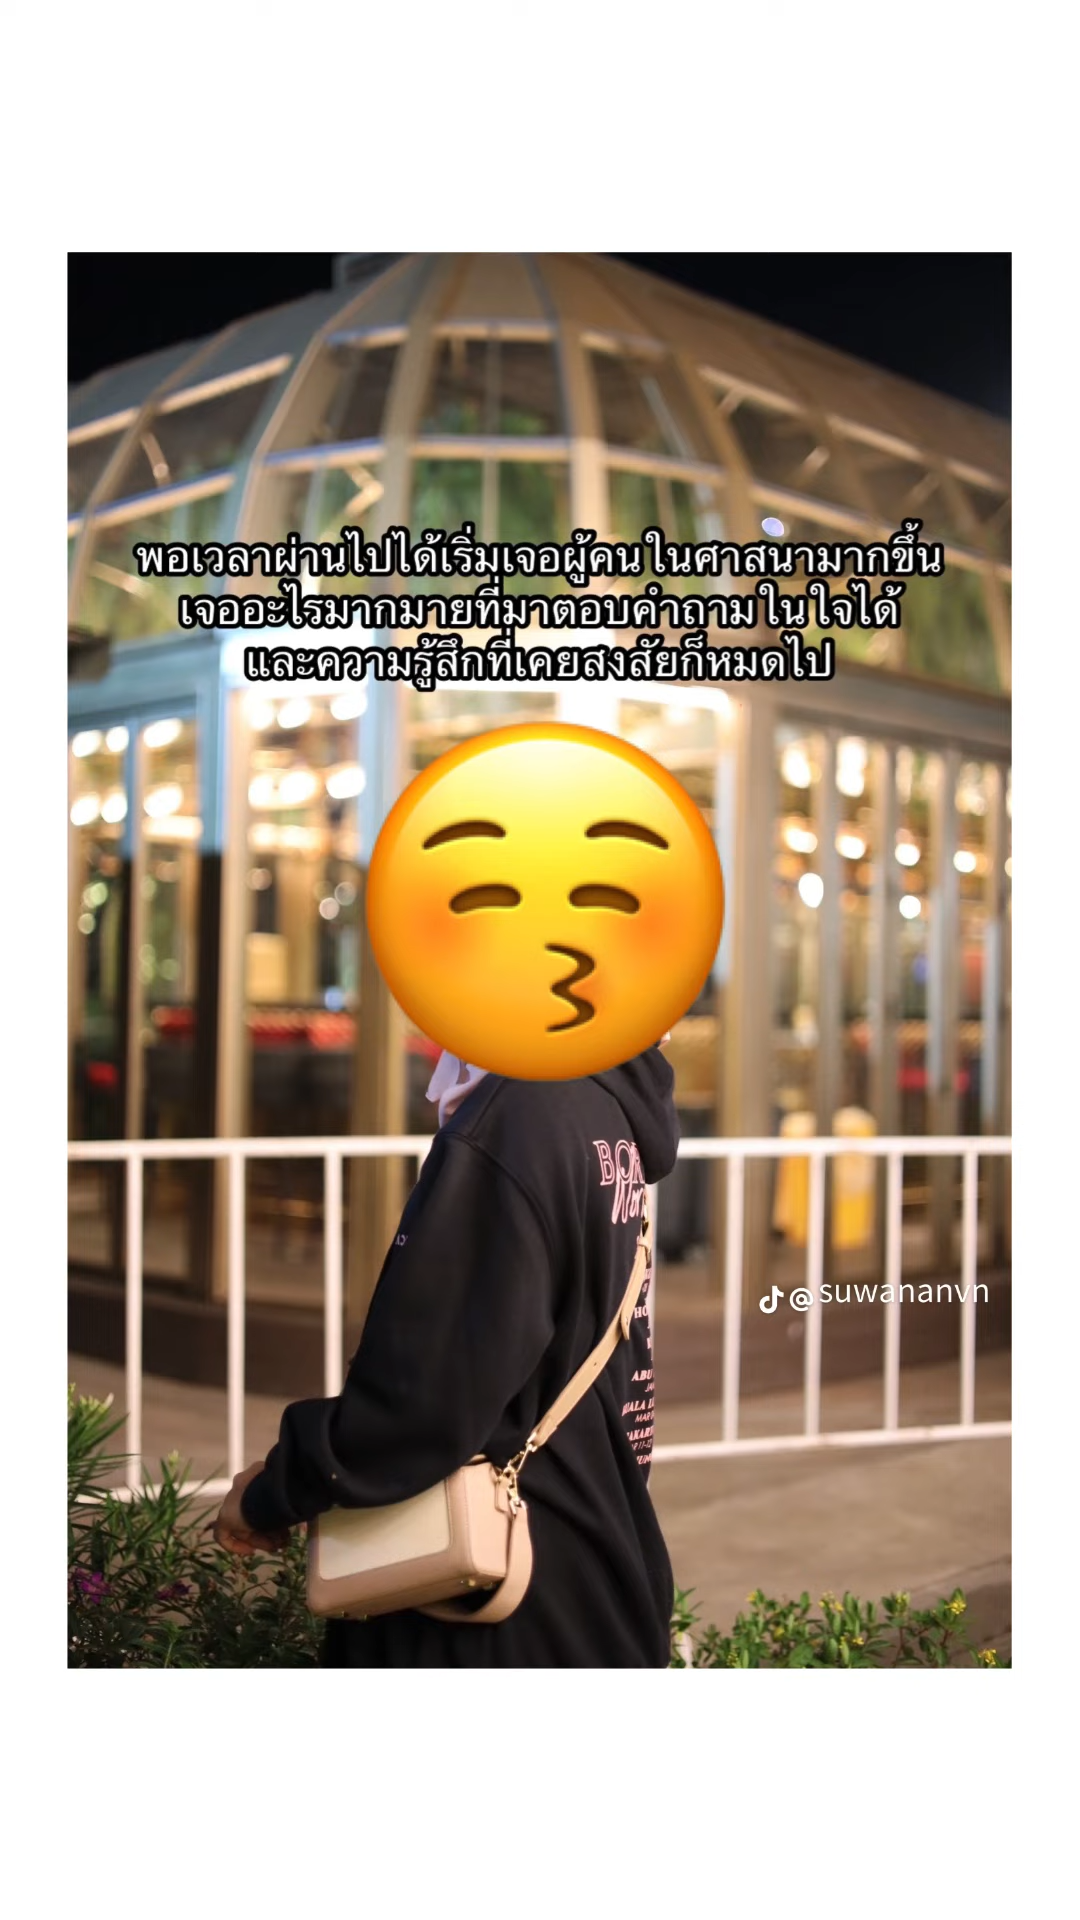 พอเวลาผ่านไปได้เริ่มเจอผู้คนในศาสนามากขึ้น
เจออะไรมากมายที่มาตอบคำถามในใจได้
และความรู้สึกที่เคยสงสัยก็หมดไป
@suwananvn